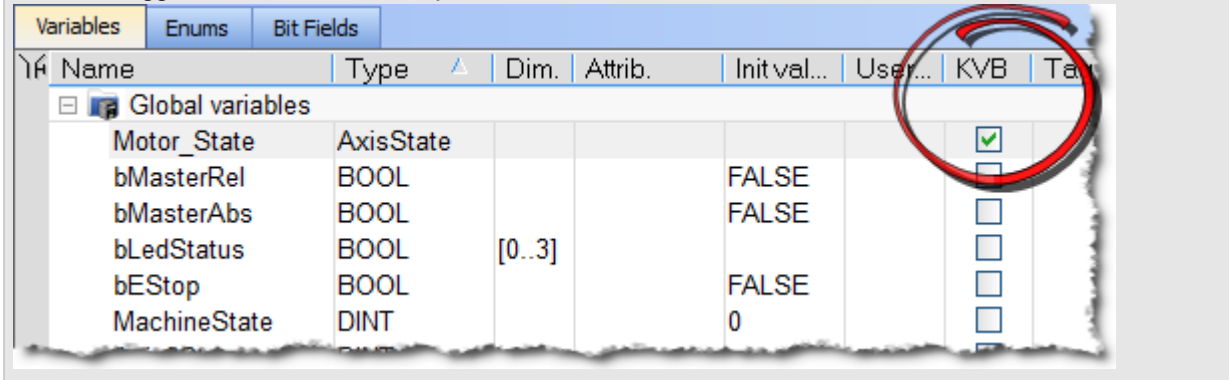 Variables Enums Bit Fields
Name Type Dim. Attrib. Init val... User... KVB
Global variables
Motor_State AxisState
bMasterRel BOOL FALSE
bMasterAbs BOOL FALSE
bLedStatus BOOL [0..3]
bEStop BOOL FALSE
MachineState DINT 0